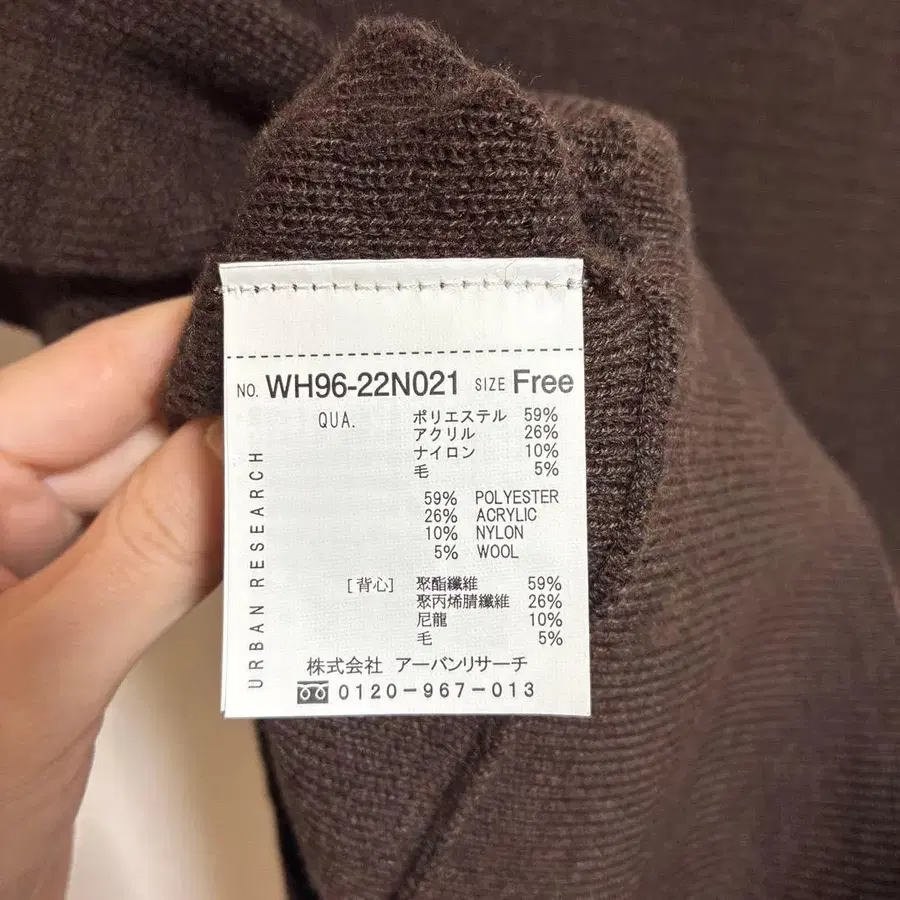 NO. WH96-22N021 SIZE Free
QUA.
ポリエステル 59%
アクリル 26%
ナイロン 10%
毛 5%
59% POLYESTER
26% ACRYLIC
10% NYLON
5% WOOL
[背心] 聚酯纖維 59%
聚丙烯腈纖維 26%
尼龍 10%
毛 5%
URBAN RESEARCH
株式会社 アーバンリサーチ
0120-967-013